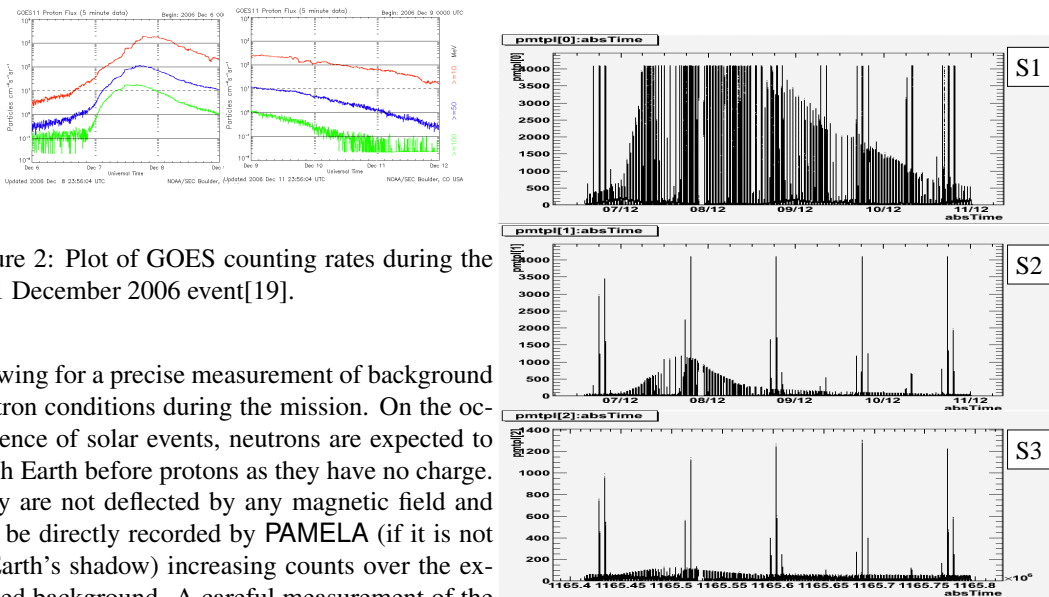 GOES11 Proton Flux (5 minute data)
Begin: 2006 Dec 6 00
GOES11 Proton Flux (5 minute data)
Begin: 2006 Dec 9 0000 UTC
Particles cm⁻²s⁻¹sr⁻¹
Dec 6
Dec 7
Dec 8
Universal Time
Updated 2006 Dec 8 23:56:04 UTC
NOAA/SEC Boulder,
Particles cm⁻²s⁻¹sr⁻¹
Dec 9
Dec 10
Dec 11
Dec 12
Universal Time
Updated 2006 Dec 11 23:56:04 UTC
NOAA/SEC Boulder, CO USA
MeV
>=10
>=50
>=100
ure 2: Plot of GOES counting rates during the
December 2006 event[19].
wing for a precise measurement of background
tron conditions during the mission. On the oc-
ence of solar events, neutrons are expected to
h Earth before protons as they have no charge.
y are not deflected by any magnetic field and
be directly recorded by PAMELA (if it is not
Earth's shadow) increasing counts over the ex-
ed background. A careful measurement of the
pmtpl[0]:absTime
pmtpl[0]
4000
3500
3000
2500
2000
1500
1000
500
0
07/12 08/12 09/12 10/12 11/12
absTime
S1
pmtpl[1]:absTime
pmtpl[1]
4000
3500
3000
2500
2000
1500
1000
500
0
07/12 08/12 09/12 10/12 11/12
absTime
S2
pmtpl[2]:absTime
pmtpl[2]
1400
1200
1000
800
600
400
200
0
1165.4 1165.45 1165.5 1165.55 1165.6 1165.65 1165.7 1165.75 1165.8
×10⁶
absTime
S3